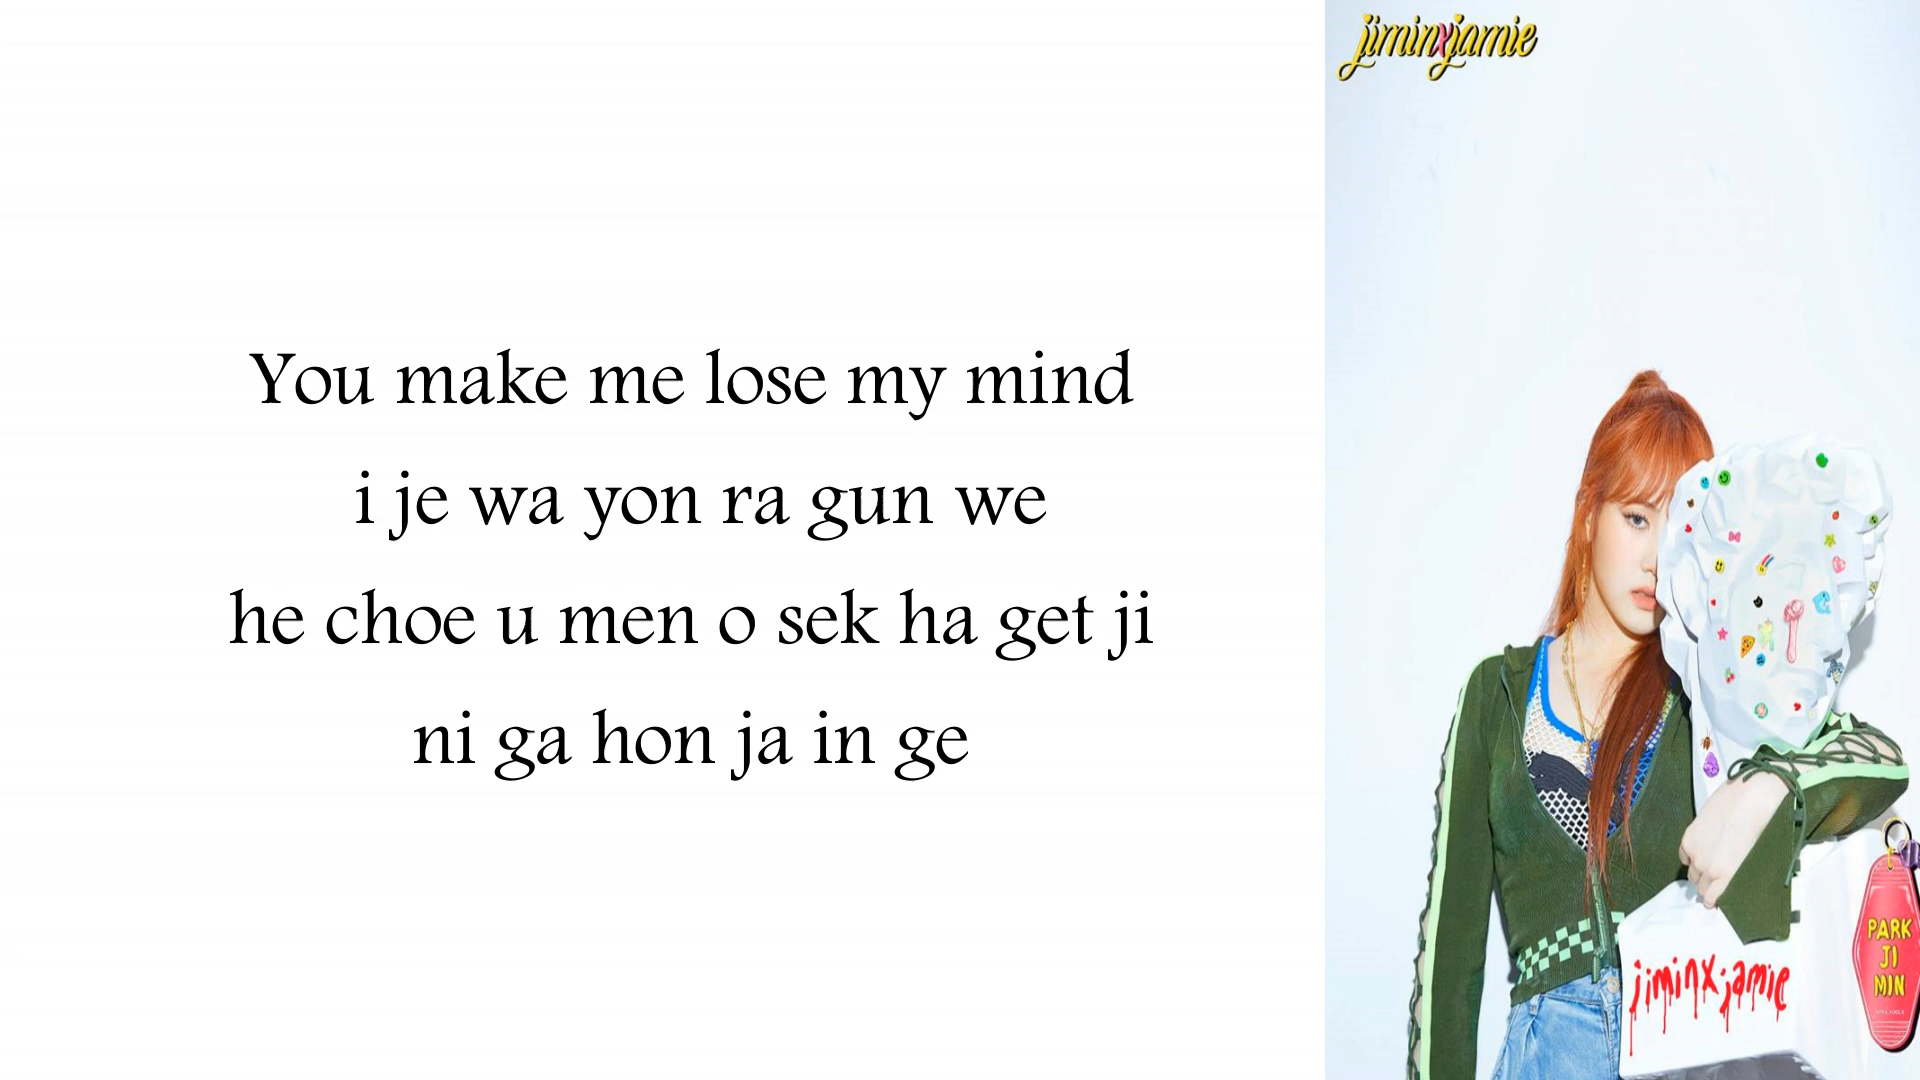 You make me lose my mind
i je wa yon ra gun we
he choe u men o sek ha get ji
ni ga hon ja in ge
jiminxjamie
jiminxjamie
PARK
JI
MIN